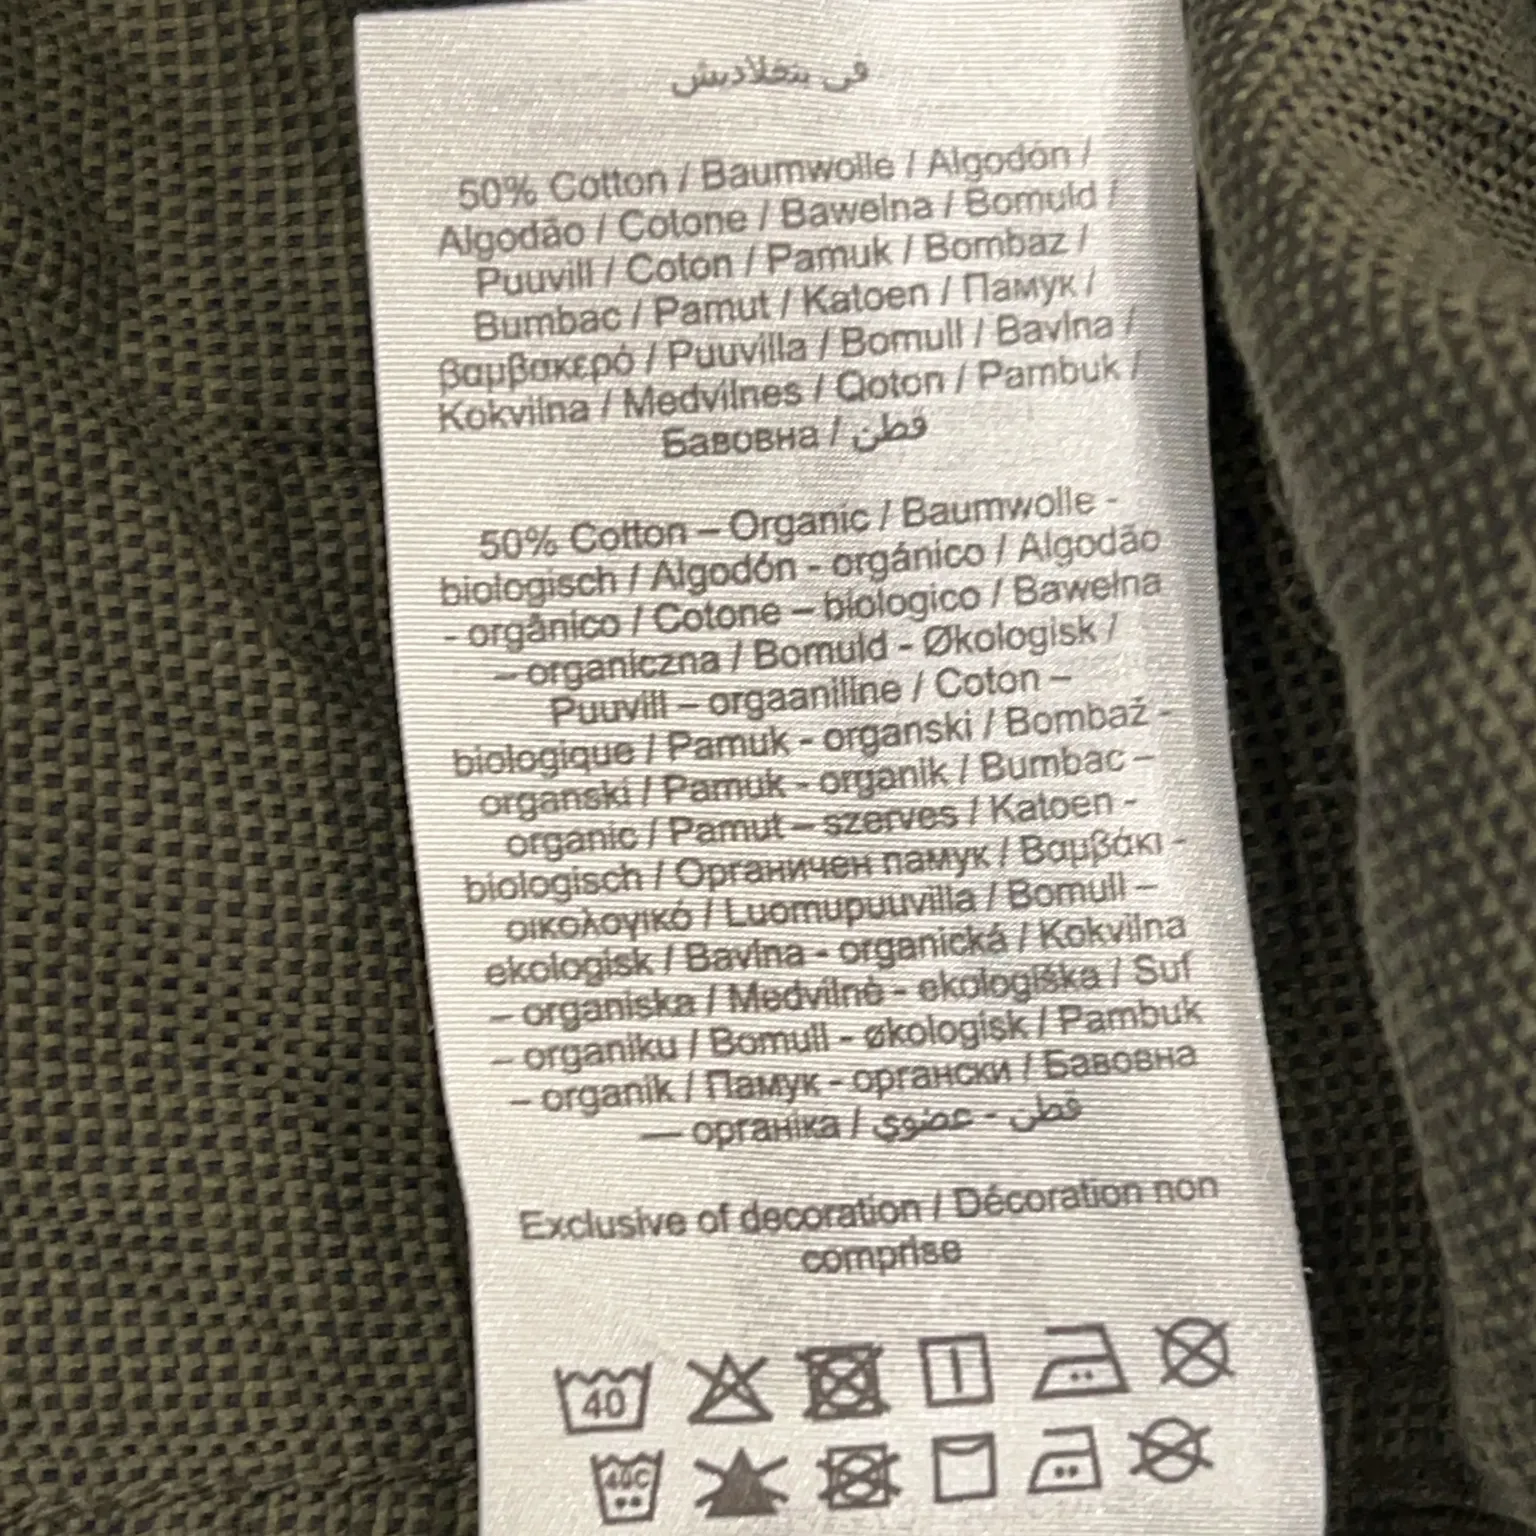 في بنغلاديش
50% Cotton / Baumwolle / Algodón /
Algodão / Cotone / Bawełna / Bomuld /
Puuvill / Coton / Pamuk / Bombaž /
Bumbac / Pamut / Katoen / Памук /
βαμβακερό / Puuvilla / Bomull / Bavlna /
Kokvilna / Medvilnes / Qoton / Pambuk /
Бавовна / قطن
50% Cotton – Organic / Baumwolle -
biologisch / Algodón - orgánico / Algodão
- orgânico / Cotone – biologico / Bawełna
– organiczna / Bomuld - Økologisk /
Puuvill – orgaaniline / Coton –
biologique / Pamuk - organski / Bombaž -
organski / Pamuk - organik / Bumbac –
organic / Pamut – szerves / Katoen -
biologisch / Органичен памук / Βαμβάκι -
οικολογικό / Luomupuuvilla / Bomull –
ekologisk / Bavlna - organická / Kokvilna
– organiska / Medvilnė - ekologiška / Suf
– organiku / Bomull - økologisk / Pambuk
– organik / Памук - органски / Бавовна
— органіка / قطن - عضوي
Exclusive of decoration / Décoration non
comprise
40
40C